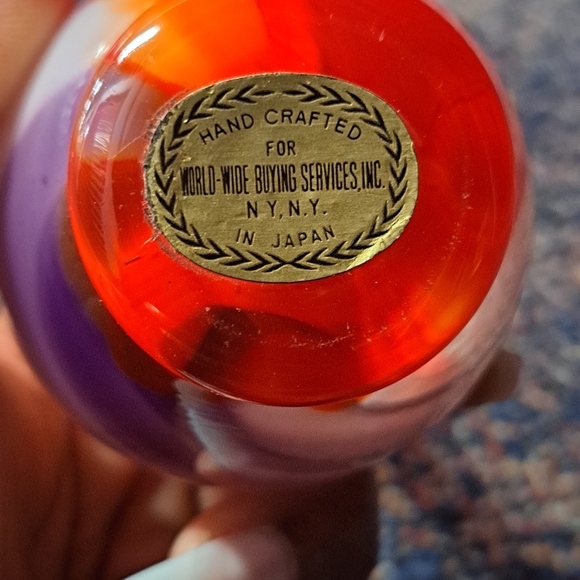 HAND CRAFTED
FOR
WORLD-WIDE BUYING SERVICES, INC.
N Y, N.Y.
IN JAPAN